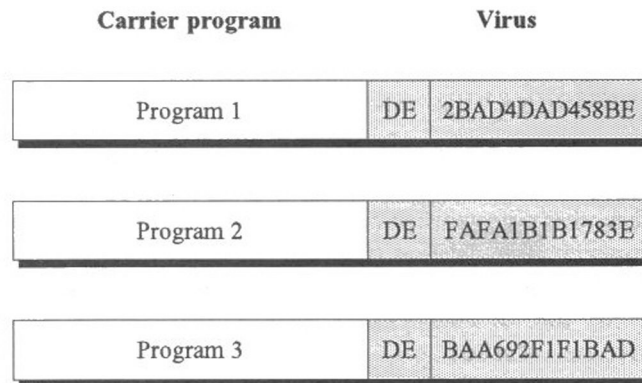 Carrier program Virus
Program 1 DE 2BAD4DAD458BE
Program 2 DE FAFA1B1B1783E
Program 3 DE BAA692F1F1BAD